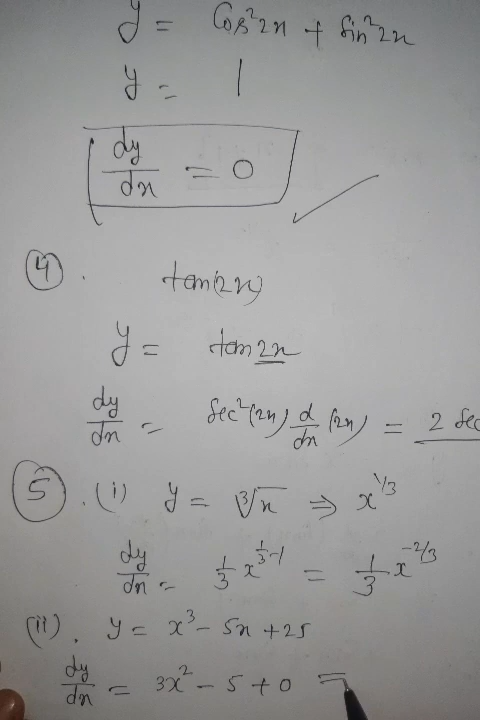 y = Cos²2x + Sin²2x
y = 1
dy/dx = 0
④. tan(2x)
y = tan2x
dy/dx = Sec²(2x) d/dx (2x) = 2 Sec
⑤. (i) y = ∛x ⇒ x^1/3
dy/dx = 1/3 x^(1/3-1) = 1/3 x^-2/3
(ii). y = x³ - 5x + 25
dy/dx = 3x² - 5 + 0 =